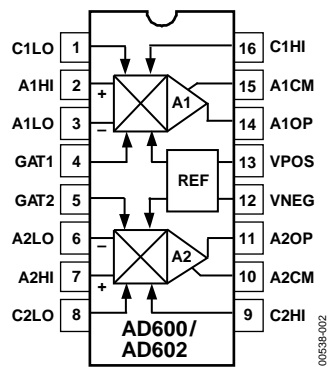 C1LO 1 16 C1HI
A1HI 2 + A1 15 A1CM
A1LO 3 – 14 A1OP
GAT1 4 13 VPOS
REF
GAT2 5 12 VNEG
A2LO 6 – 11 A2OP
A2
A2HI 7 + 10 A2CM
C2LO 8 9 C2HI
AD600/
AD602
00538-002